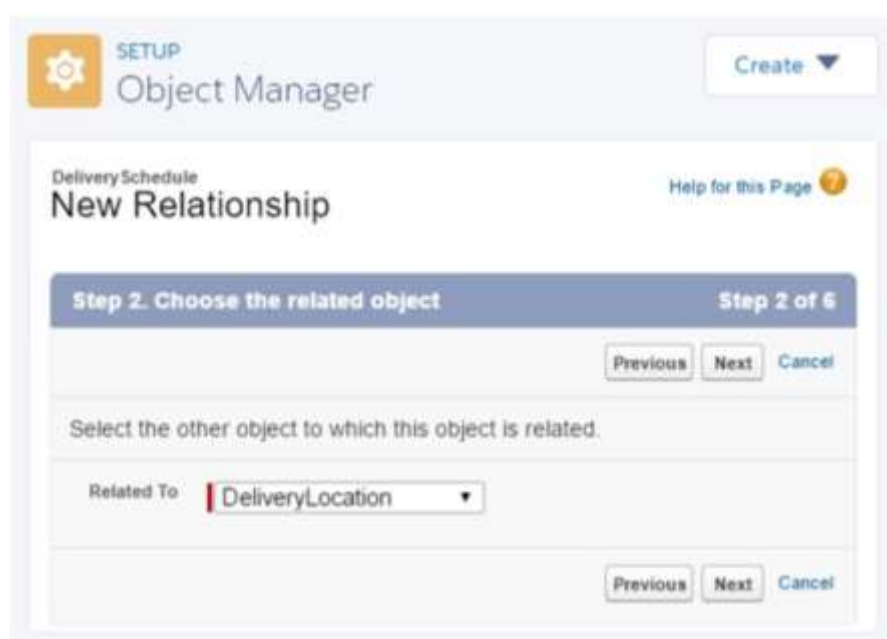 SETUP
Object Manager
Create
Delivery Schedule
New Relationship
Help for this Page ?
Step 2. Choose the related object Step 2 of 6
Previous Next Cancel
Select the other object to which this object is related.
Related To DeliveryLocation
Previous Next Cancel